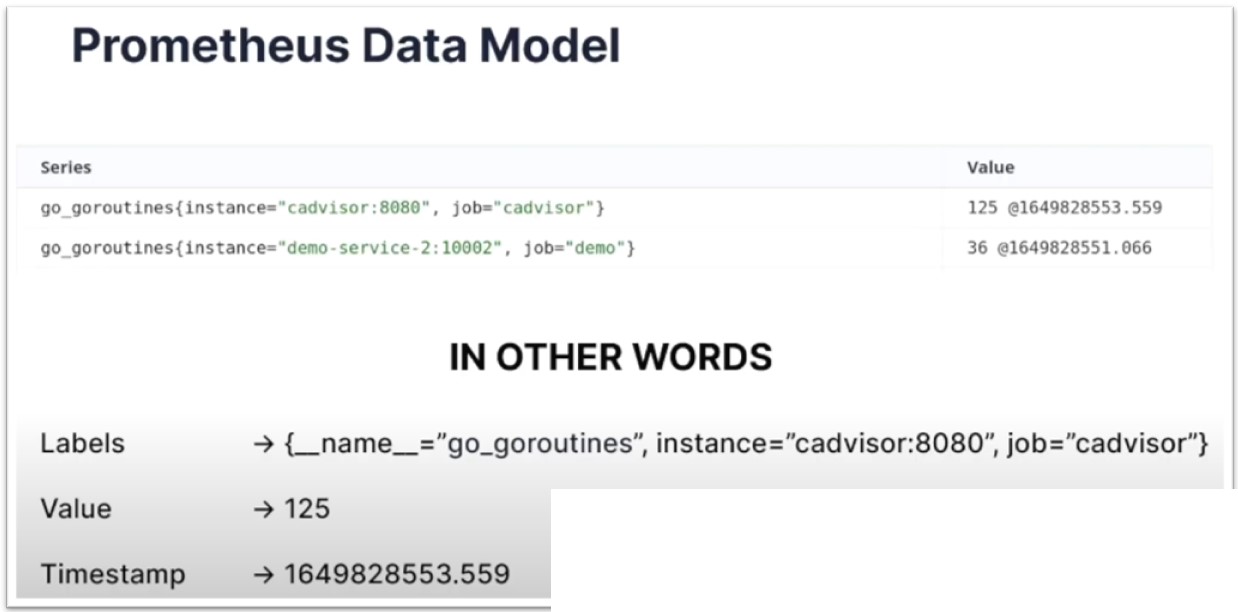 Prometheus Data Model
Series Value
go_goroutines{instance="cadvisor:8080", job="cadvisor"} 125 @1649828553.559
go_goroutines{instance="demo-service-2:10002", job="demo"} 36 @1649828551.066
IN OTHER WORDS
Labels → {__name__=”go_goroutines”, instance=”cadvisor:8080”, job=”cadvisor”}
Value → 125
Timestamp → 1649828553.559